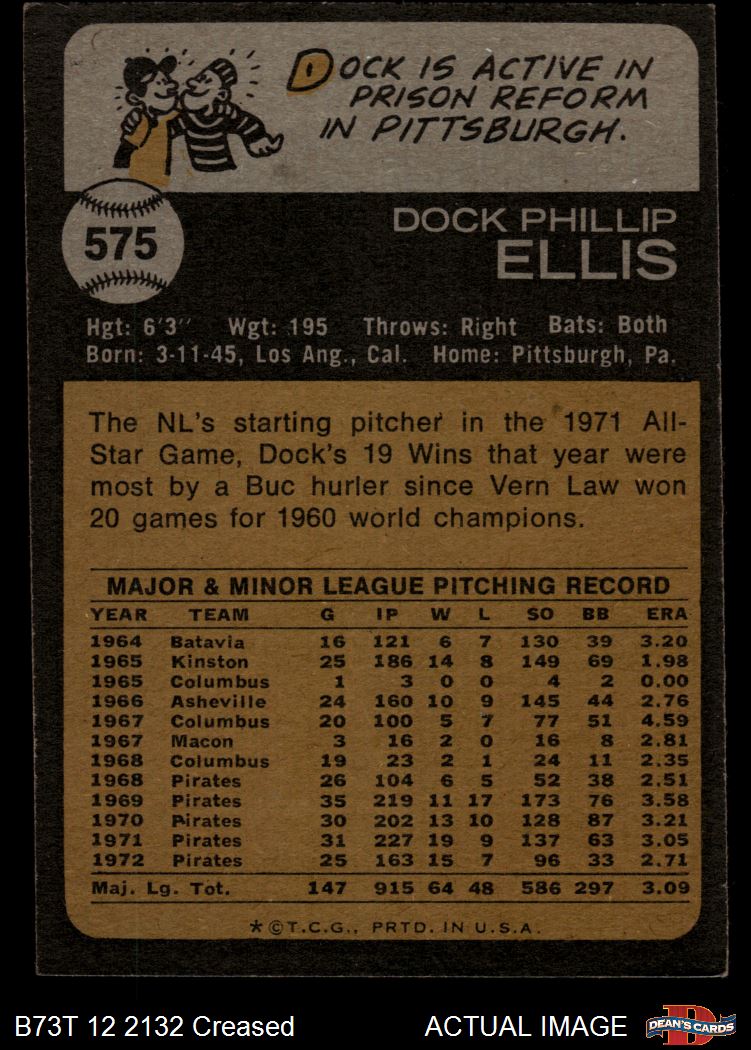 DOCK IS ACTIVE IN
PRISON REFORM
IN PITTSBURGH.
575
DOCK PHILLIP
ELLIS
Hgt: 6'3" Wgt: 195 Throws: Right Bats: Both
Born: 3-11-45, Los Ang., Cal. Home: Pittsburgh, Pa.
The NL's starting pitcher in the 1971 All-
Star Game, Dock's 19 Wins that year were
most by a Buc hurler since Vern Law won
20 games for 1960 world champions.
MAJOR & MINOR LEAGUE PITCHING RECORD
YEAR TEAM G IP W L SO BB ERA
1964 Batavia 16 121 6 7 130 39 3.20
1965 Kinston 25 186 14 8 149 69 1.98
1965 Columbus 1 3 0 0 4 2 0.00
1966 Asheville 24 160 10 9 145 44 2.76
1967 Columbus 20 100 5 7 77 51 4.59
1967 Macon 3 16 2 0 16 8 2.81
1968 Columbus 19 23 2 1 24 11 2.35
1968 Pirates 26 104 6 5 52 38 2.51
1969 Pirates 35 219 11 17 173 76 3.58
1970 Pirates 30 202 13 10 128 87 3.21
1971 Pirates 31 227 19 9 137 63 3.05
1972 Pirates 25 163 15 7 96 33 2.71
Maj. Lg. Tot. 147 915 64 48 586 297 3.09
*©T.C.G., PRTD. IN U.S.A.
B73T 12 2132 Creased ACTUAL IMAGE DEAN'S CARDS